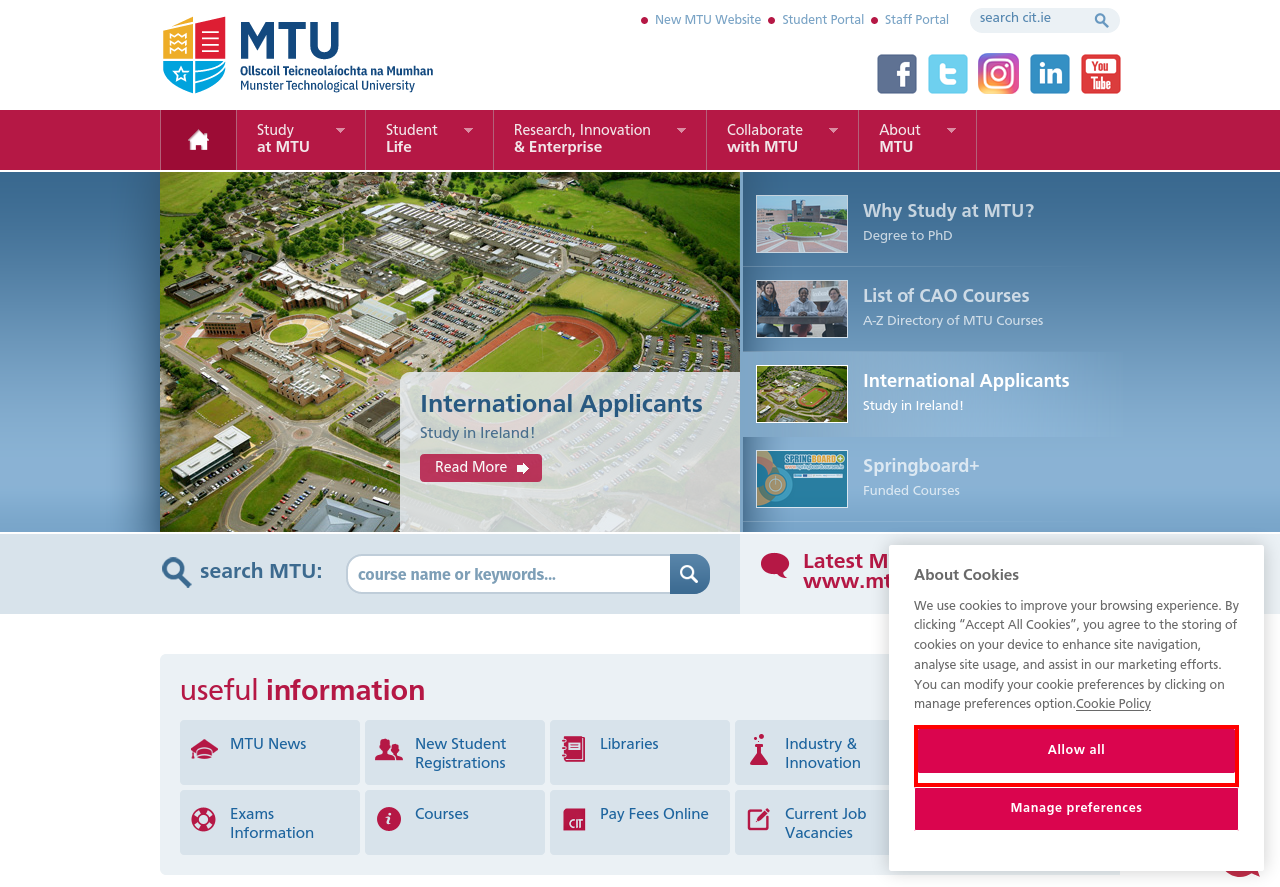 MTU
Ollscoil Teicneolaíochta na Mumhan
Munster Technological University
New MTU Website
Student Portal
Staff Portal
search cit.ie
You
Tube
Study
at MTU
Student
Life
Research, Innovation
& Enterprise
Collaborate
with MTU
About
MTU
International Applicants
Study in Ireland!
Read More
Why Study at MTU?
Degree to PhD
List of CAO Courses
A-Z Directory of MTU Courses
International Applicants
Study in Ireland!
SPRINGBOARD+
Springboard+
Funded Courses
search MTU:
course name or keywords...
Latest M
www.mt
About Cookies
We use cookies to improve your browsing experience. By
clicking “Accept All Cookies”, you agree to the storing of
cookies on your device to enhance site navigation,
analyse site usage, and assist in our marketing efforts.
You can modify your cookie preferences by clicking on
manage preferences option.Cookie Policy
Allow all
Manage preferences
useful information
MTU News
New Student
Registrations
Libraries
Industry &
Innovation
Exams
Information
Courses
CIT
Pay Fees Online
Current Job
Vacancies